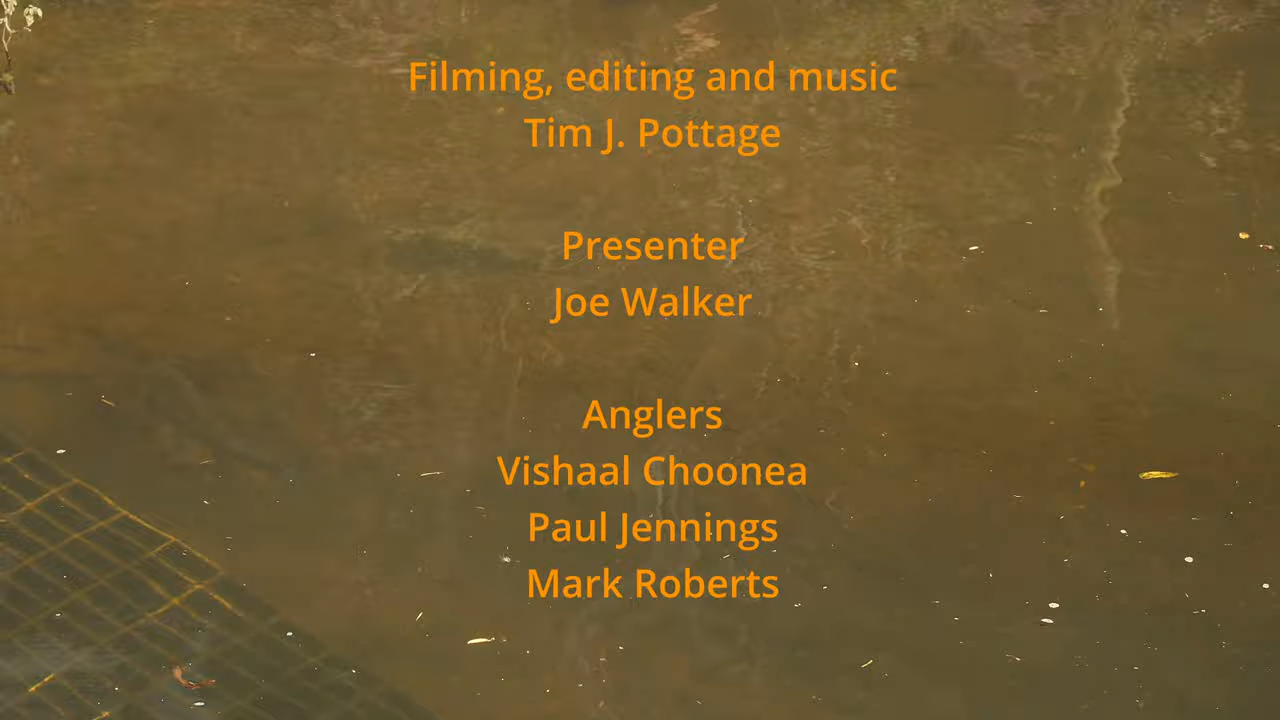 Filming, editing and music
Tim J. Pottage
Presenter
Joe Walker
Anglers
Vishaal Choonea
Paul Jennings
Mark Roberts